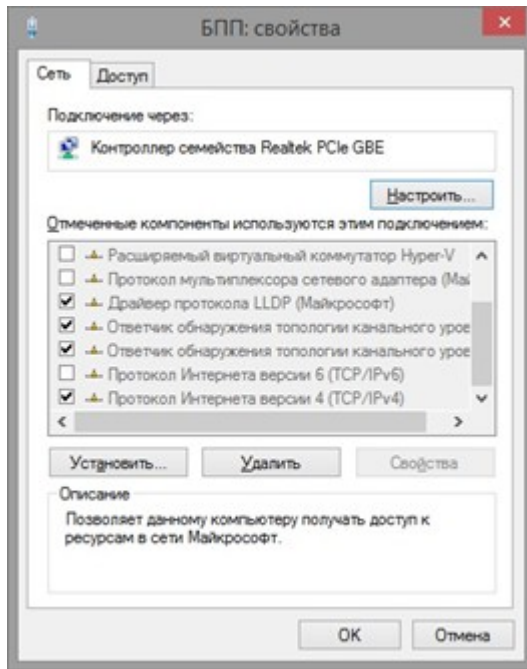 БПП: свойства
Сеть
Доступ
Подключение через:
Контроллер семейства Realtek PCIe GBE
Настроить...
Отмеченные компоненты используются этим подключением:
Расширяемый виртуальный коммутатор Hyper-V
Протокол мультиплексора сетевого адаптера (Май
Драйвер протокола LLDP (Майкрософт)
Ответчик обнаружения топологии канального уров
Ответчик обнаружения топологии канального уров
Протокол Интернета версии 6 (TCP/IPv6)
Протокол Интернета версии 4 (TCP/IPv4)
Установить...
Удалить
Свойства
Описание
Позволяет данному компьютеру получать доступ к
ресурсам в сети Майкрософт.
OK
Отмена